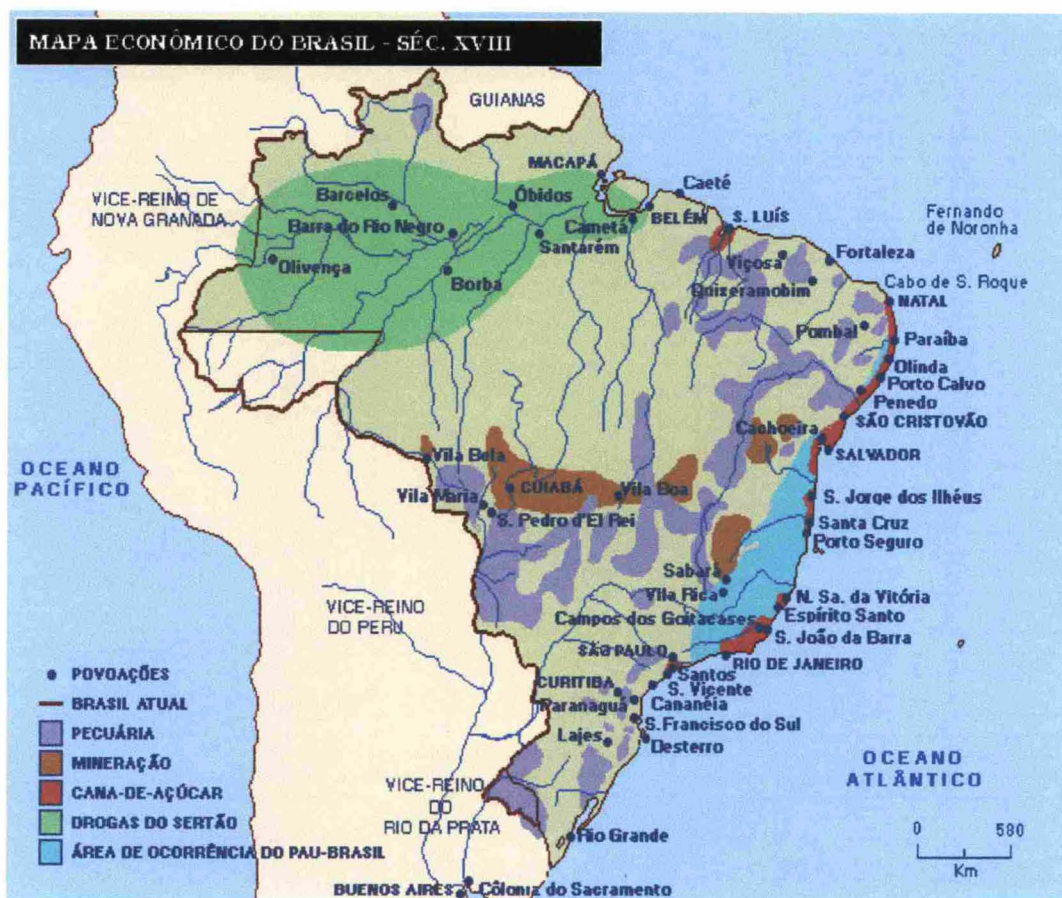 MAPA ECONÔMICO DO BRASIL - SÉC. XVIII
GUIANAS
MACAPÁ
VICE-REINO DE
NOVA GRANADA
Barcelos
Óbidos
Caeté
BELÉM
S. LUÍS
Fernando
de Noronha
Barra do Rio Negro
Cametá
Santarém
Viçosa
Fortaleza
Olivença
Borba
Quixeramobim
Cabo de S. Roque
NATAL
Pombal
Paraíba
Olinda
Porto Calvo
Penedo
SÃO CRISTOVÃO
Cachoeira
SALVADOR
OCEANO
PACÍFICO
Vila Bela
CUIABÁ
Vila Boa
Vila Maria
S. Pedro d'El Rei
S. Jorge dos Ilhéus
Santa Cruz
Porto Seguro
Sabará
Vila Rica
N. Sa. da Vitória
Espírito Santo
VICE-REINO
DO PERU
Campos dos Goitacases
S. João da Barra
SÃO PAULO
RIO DE JANEIRO
Santos
S. Vicente
CURITIBA
Cananéia
Paranaguá
S. Francisco do Sul
Lajes
Desterro
POVOAÇÕES
BRASIL ATUAL
PECUÁRIA
MINERAÇÃO
CANA-DE-AÇÚCAR
DROGAS DO SERTÃO
ÁREA DE OCORRÊNCIA DO PAU-BRASIL
OCEANO
ATLÂNTICO
VICE-REINO
DO
RIO DA PRATA
Rio Grande
0 580
Km
BUENOS AIRES
Côlonia do Sacramento